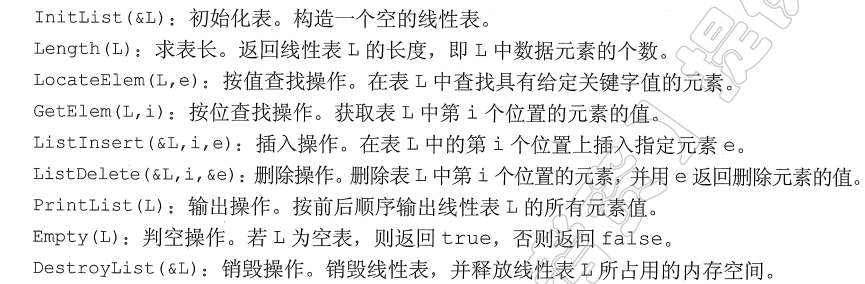 InitList(&L)：初始化表。构造一个空的线性表。
Length(L)：求表长。返回线性表 L 的长度，即 L 中数据元素的个数。
LocateElem(L,e)：按值查找操作。在表 L 中查找具有给定关键字值的元素。
GetElem(L,i)：按位查找操作。获取表 L 中第 i 个位置的元素的值。
ListInsert(&L,i,e)：插入操作。在表 L 中的第 i 个位置上插入指定元素 e。
ListDelete(&L,i,&e)：删除操作。删除表 L 中第 i 个位置的元素，并用 e 返回删除元素的值。
PrintList(L)：输出操作。按前后顺序输出线性表 L 的所有元素值。
Empty(L)：判空操作。若 L 为空表，则返回 true，否则返回 false。
DestroyList(&L)：销毁操作。销毁线性表，并释放线性表 L 所占用的内存空间。